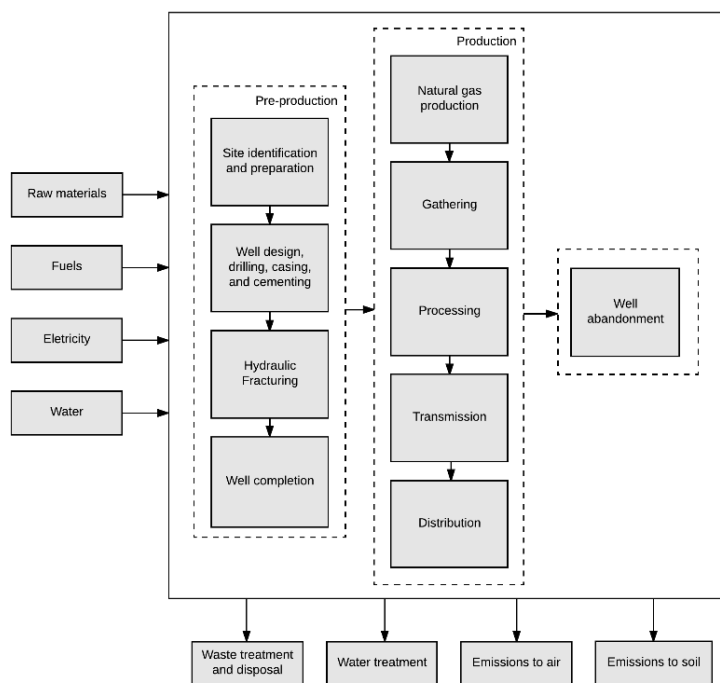 Production
Pre-production
Natural gas
production
Site identification
and preparation
Gathering
Raw materials
Well design,
drilling, casing,
and cementing
Fuels
Processing
Well
abandonment
Eletricity
Hydraulic
Fracturing
Water
Transmission
Well completion
Distribution
Waste treatment
and disposal
Water treatment
Emissions to air
Emissions to soil